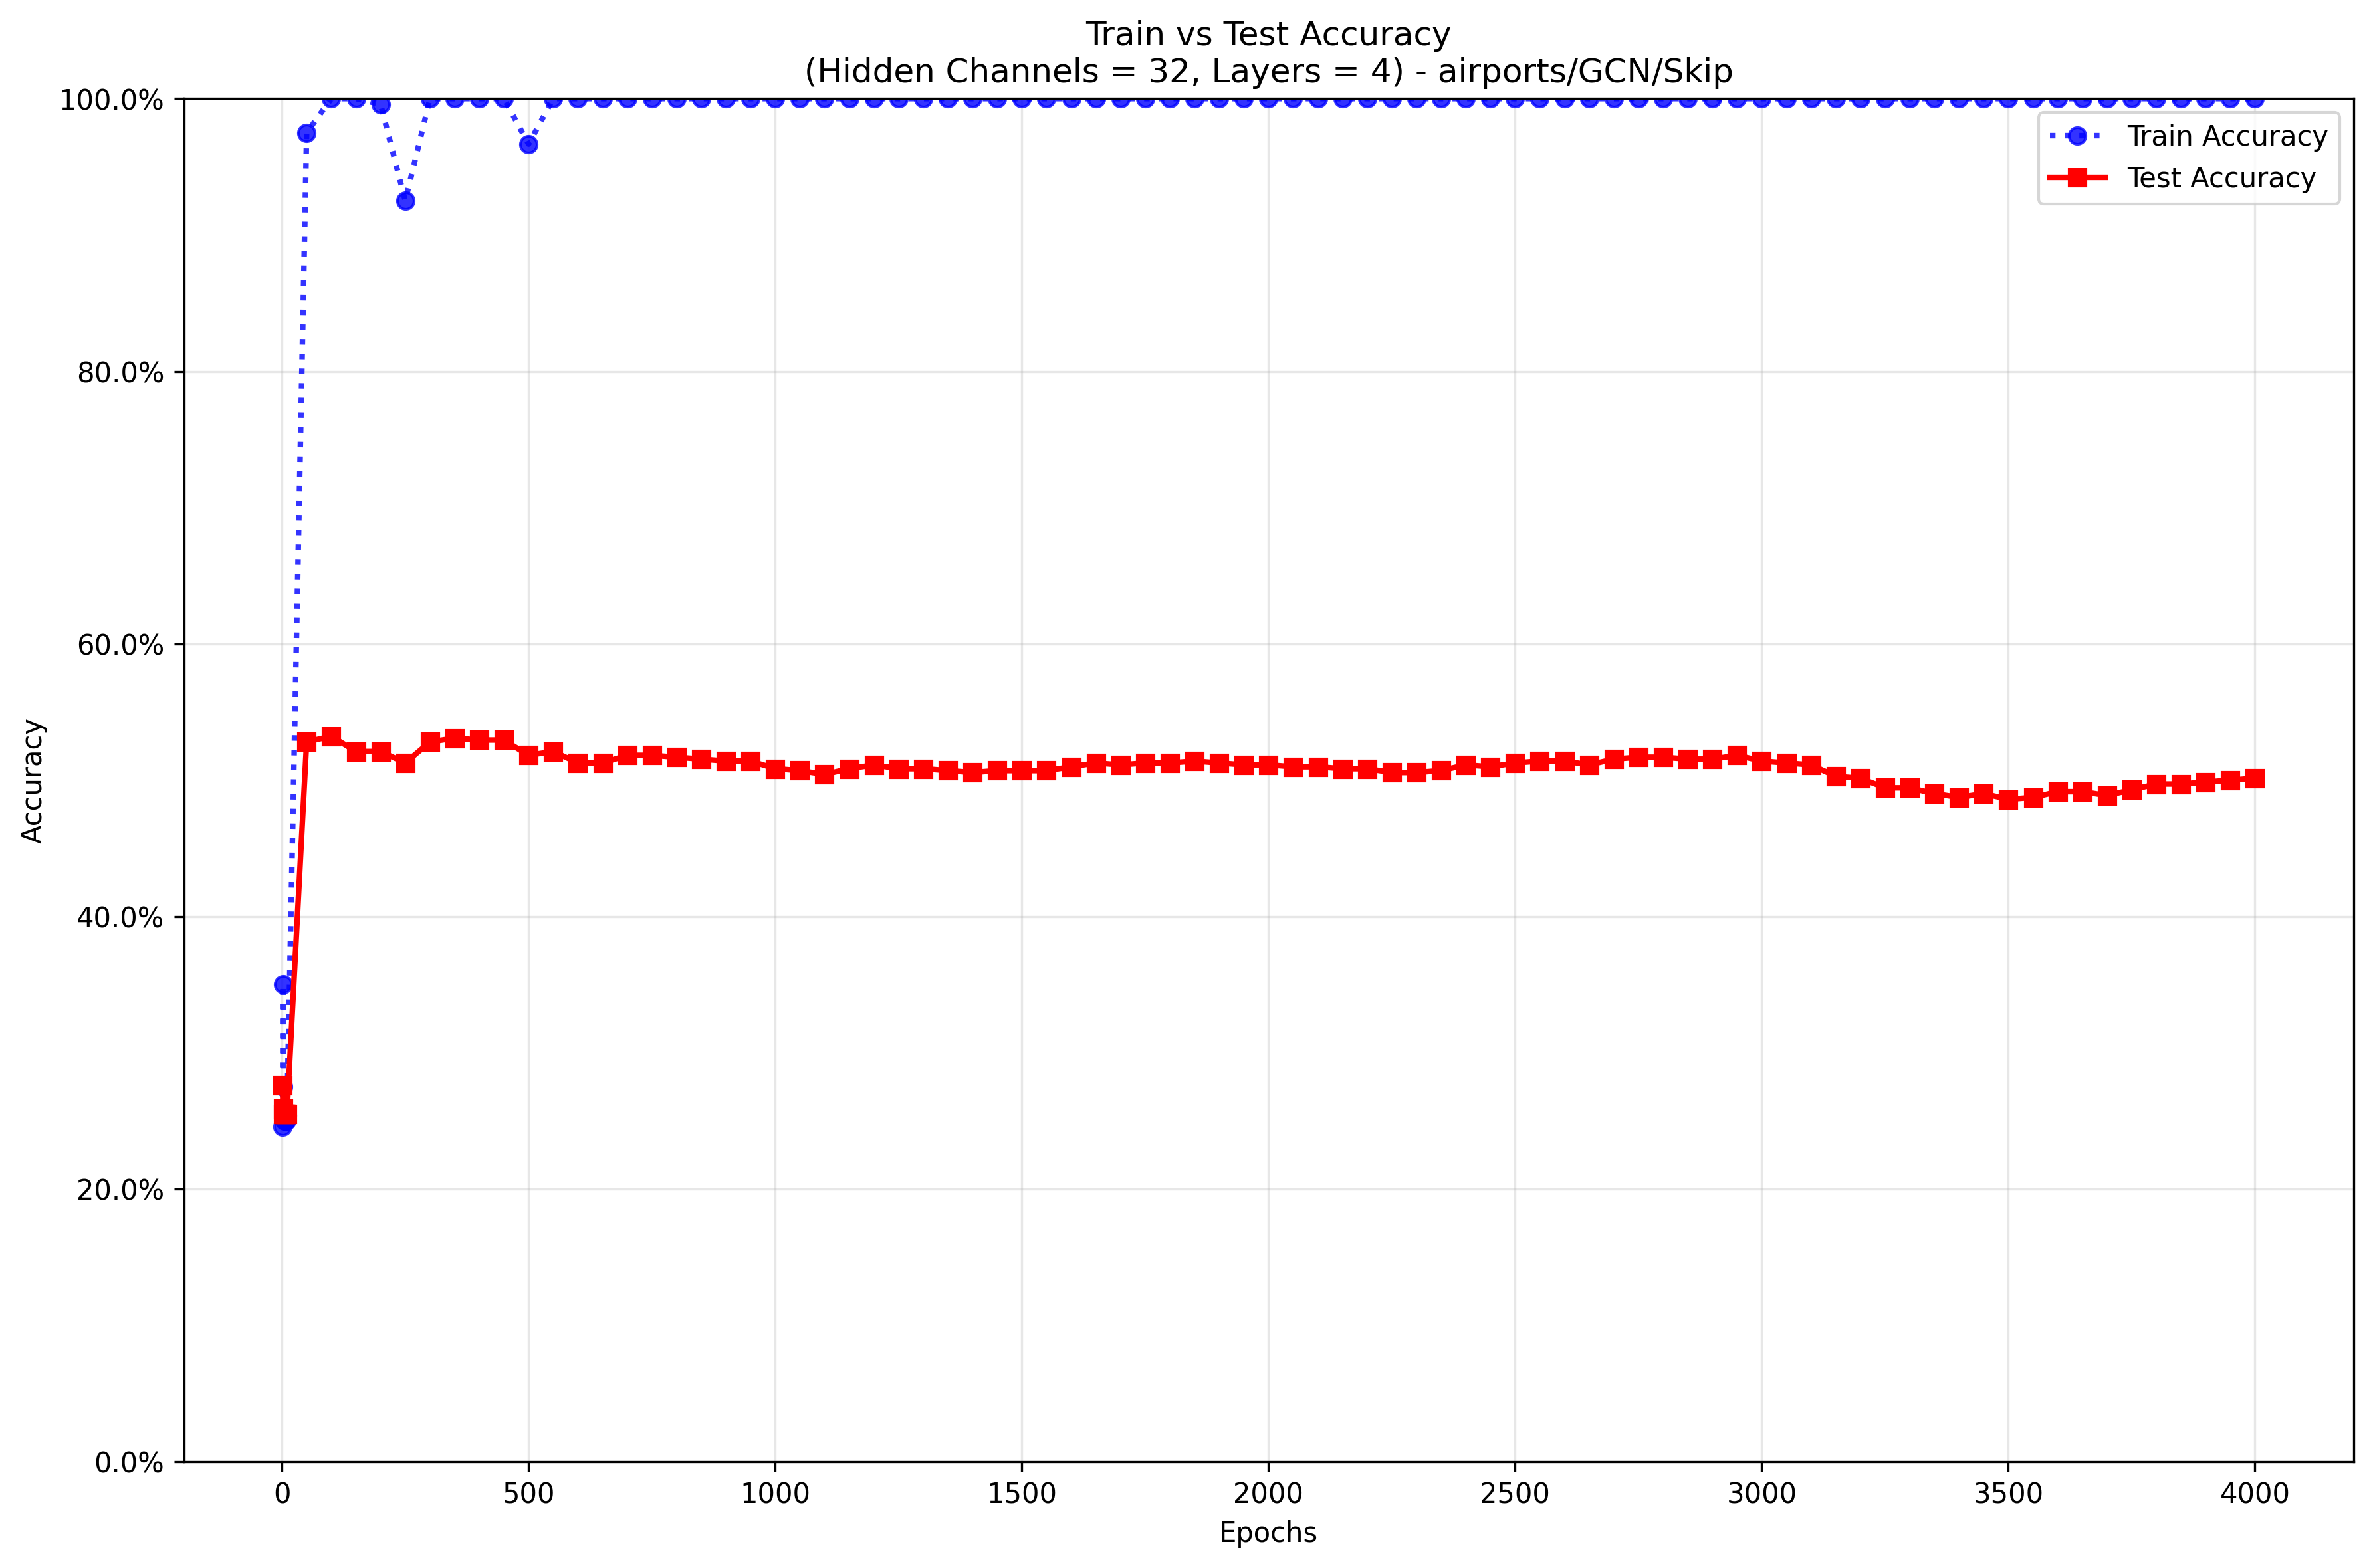 Train vs Test Accuracy
(Hidden Channels = 32, Layers = 4) - airports/GCN/Skip
100.0%
80.0%
60.0%
40.0%
20.0%
0.0%
Accuracy
Train Accuracy
Test Accuracy
0 500 1000 1500 2000 2500 3000 3500 4000
Epochs